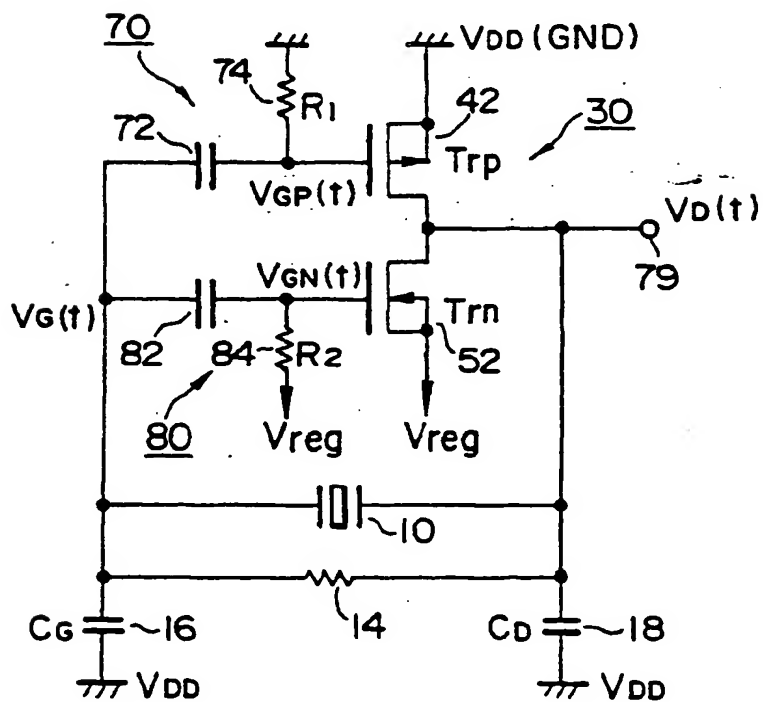 70
VDD (GND)
74
R1
42
30
72
Trp
VGP(t)
VD(t)
79
VGN(t)
VG(t)
Trn
82
84
R2
52
80
Vreg
Vreg
10
CG
16
14
CD
18
VDD
VDD